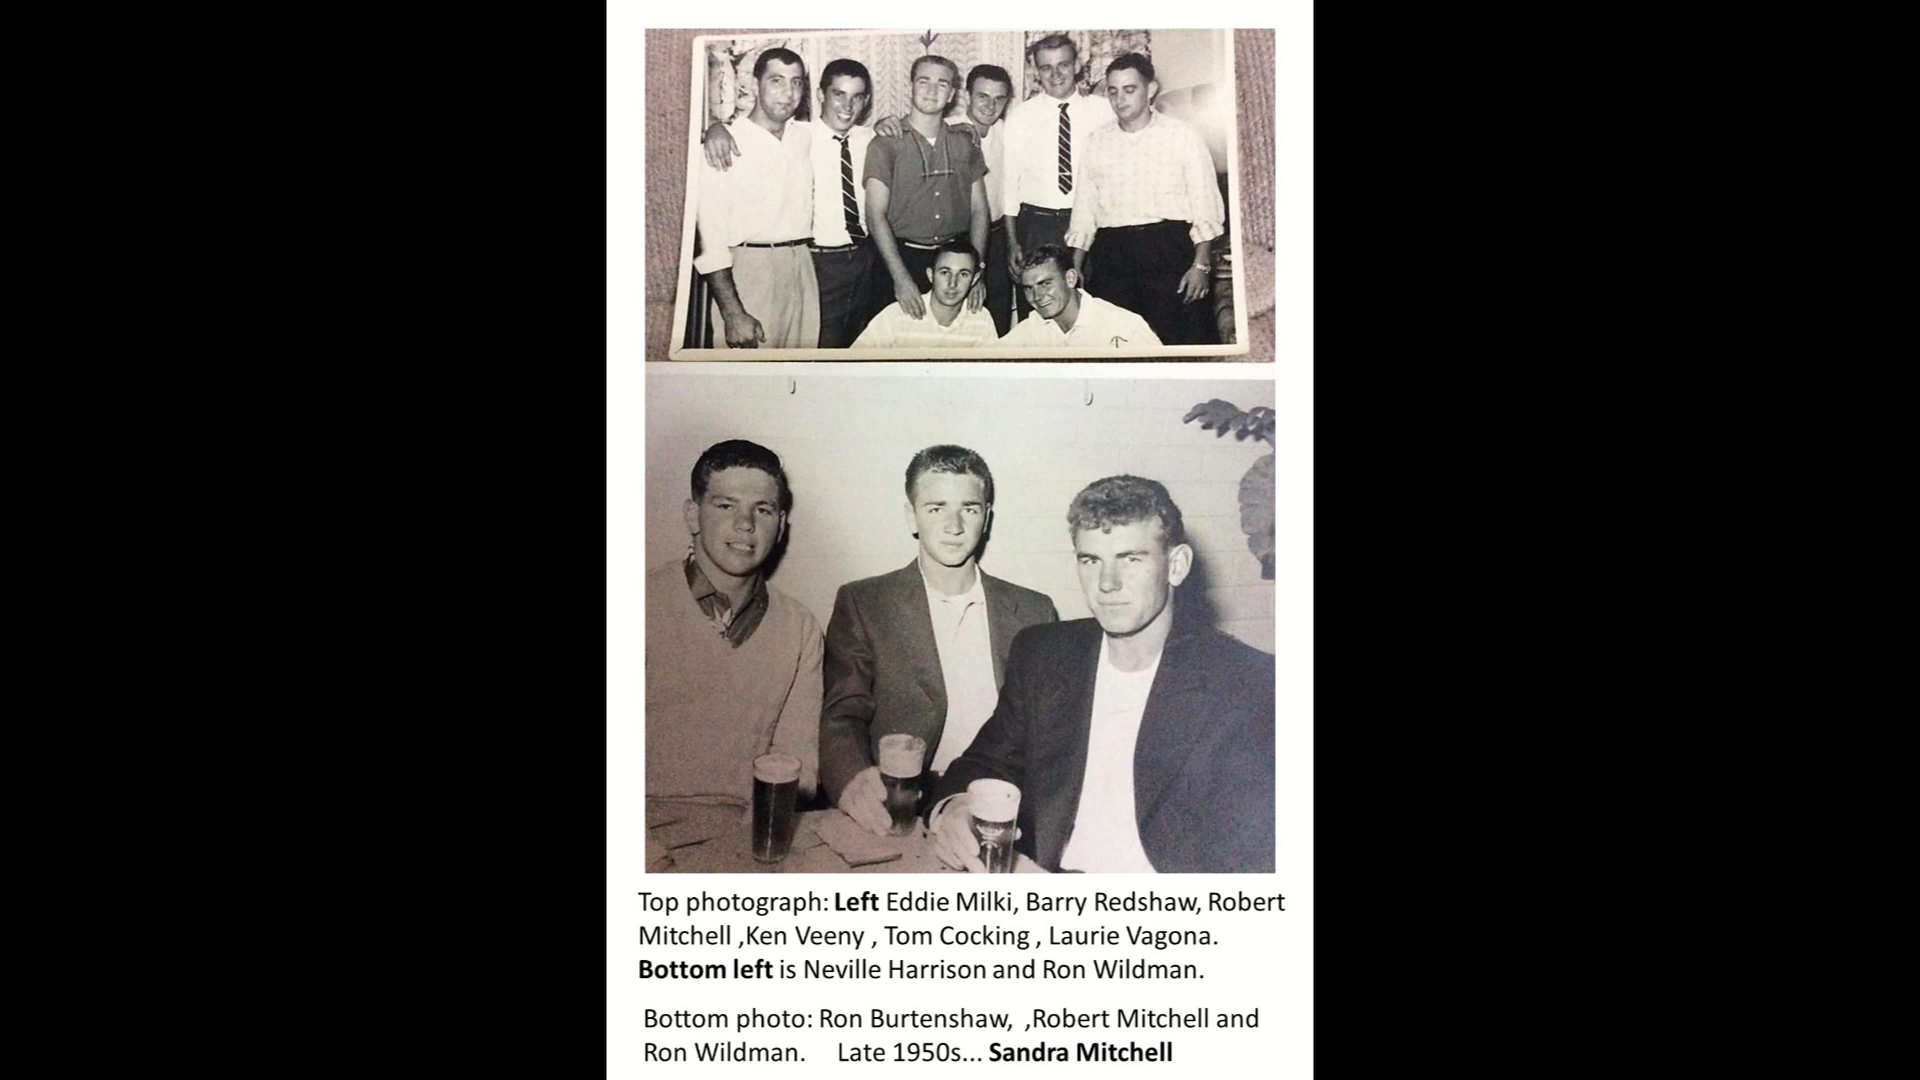 Top photograph: Left Eddie Milki, Barry Redshaw, Robert
Mitchell ,Ken Veeny , Tom Cocking , Laurie Vagona.
Bottom left is Neville Harrison and Ron Wildman.
Bottom photo: Ron Burtenshaw,  ,Robert Mitchell and
Ron Wildman.    Late 1950s... Sandra Mitchell